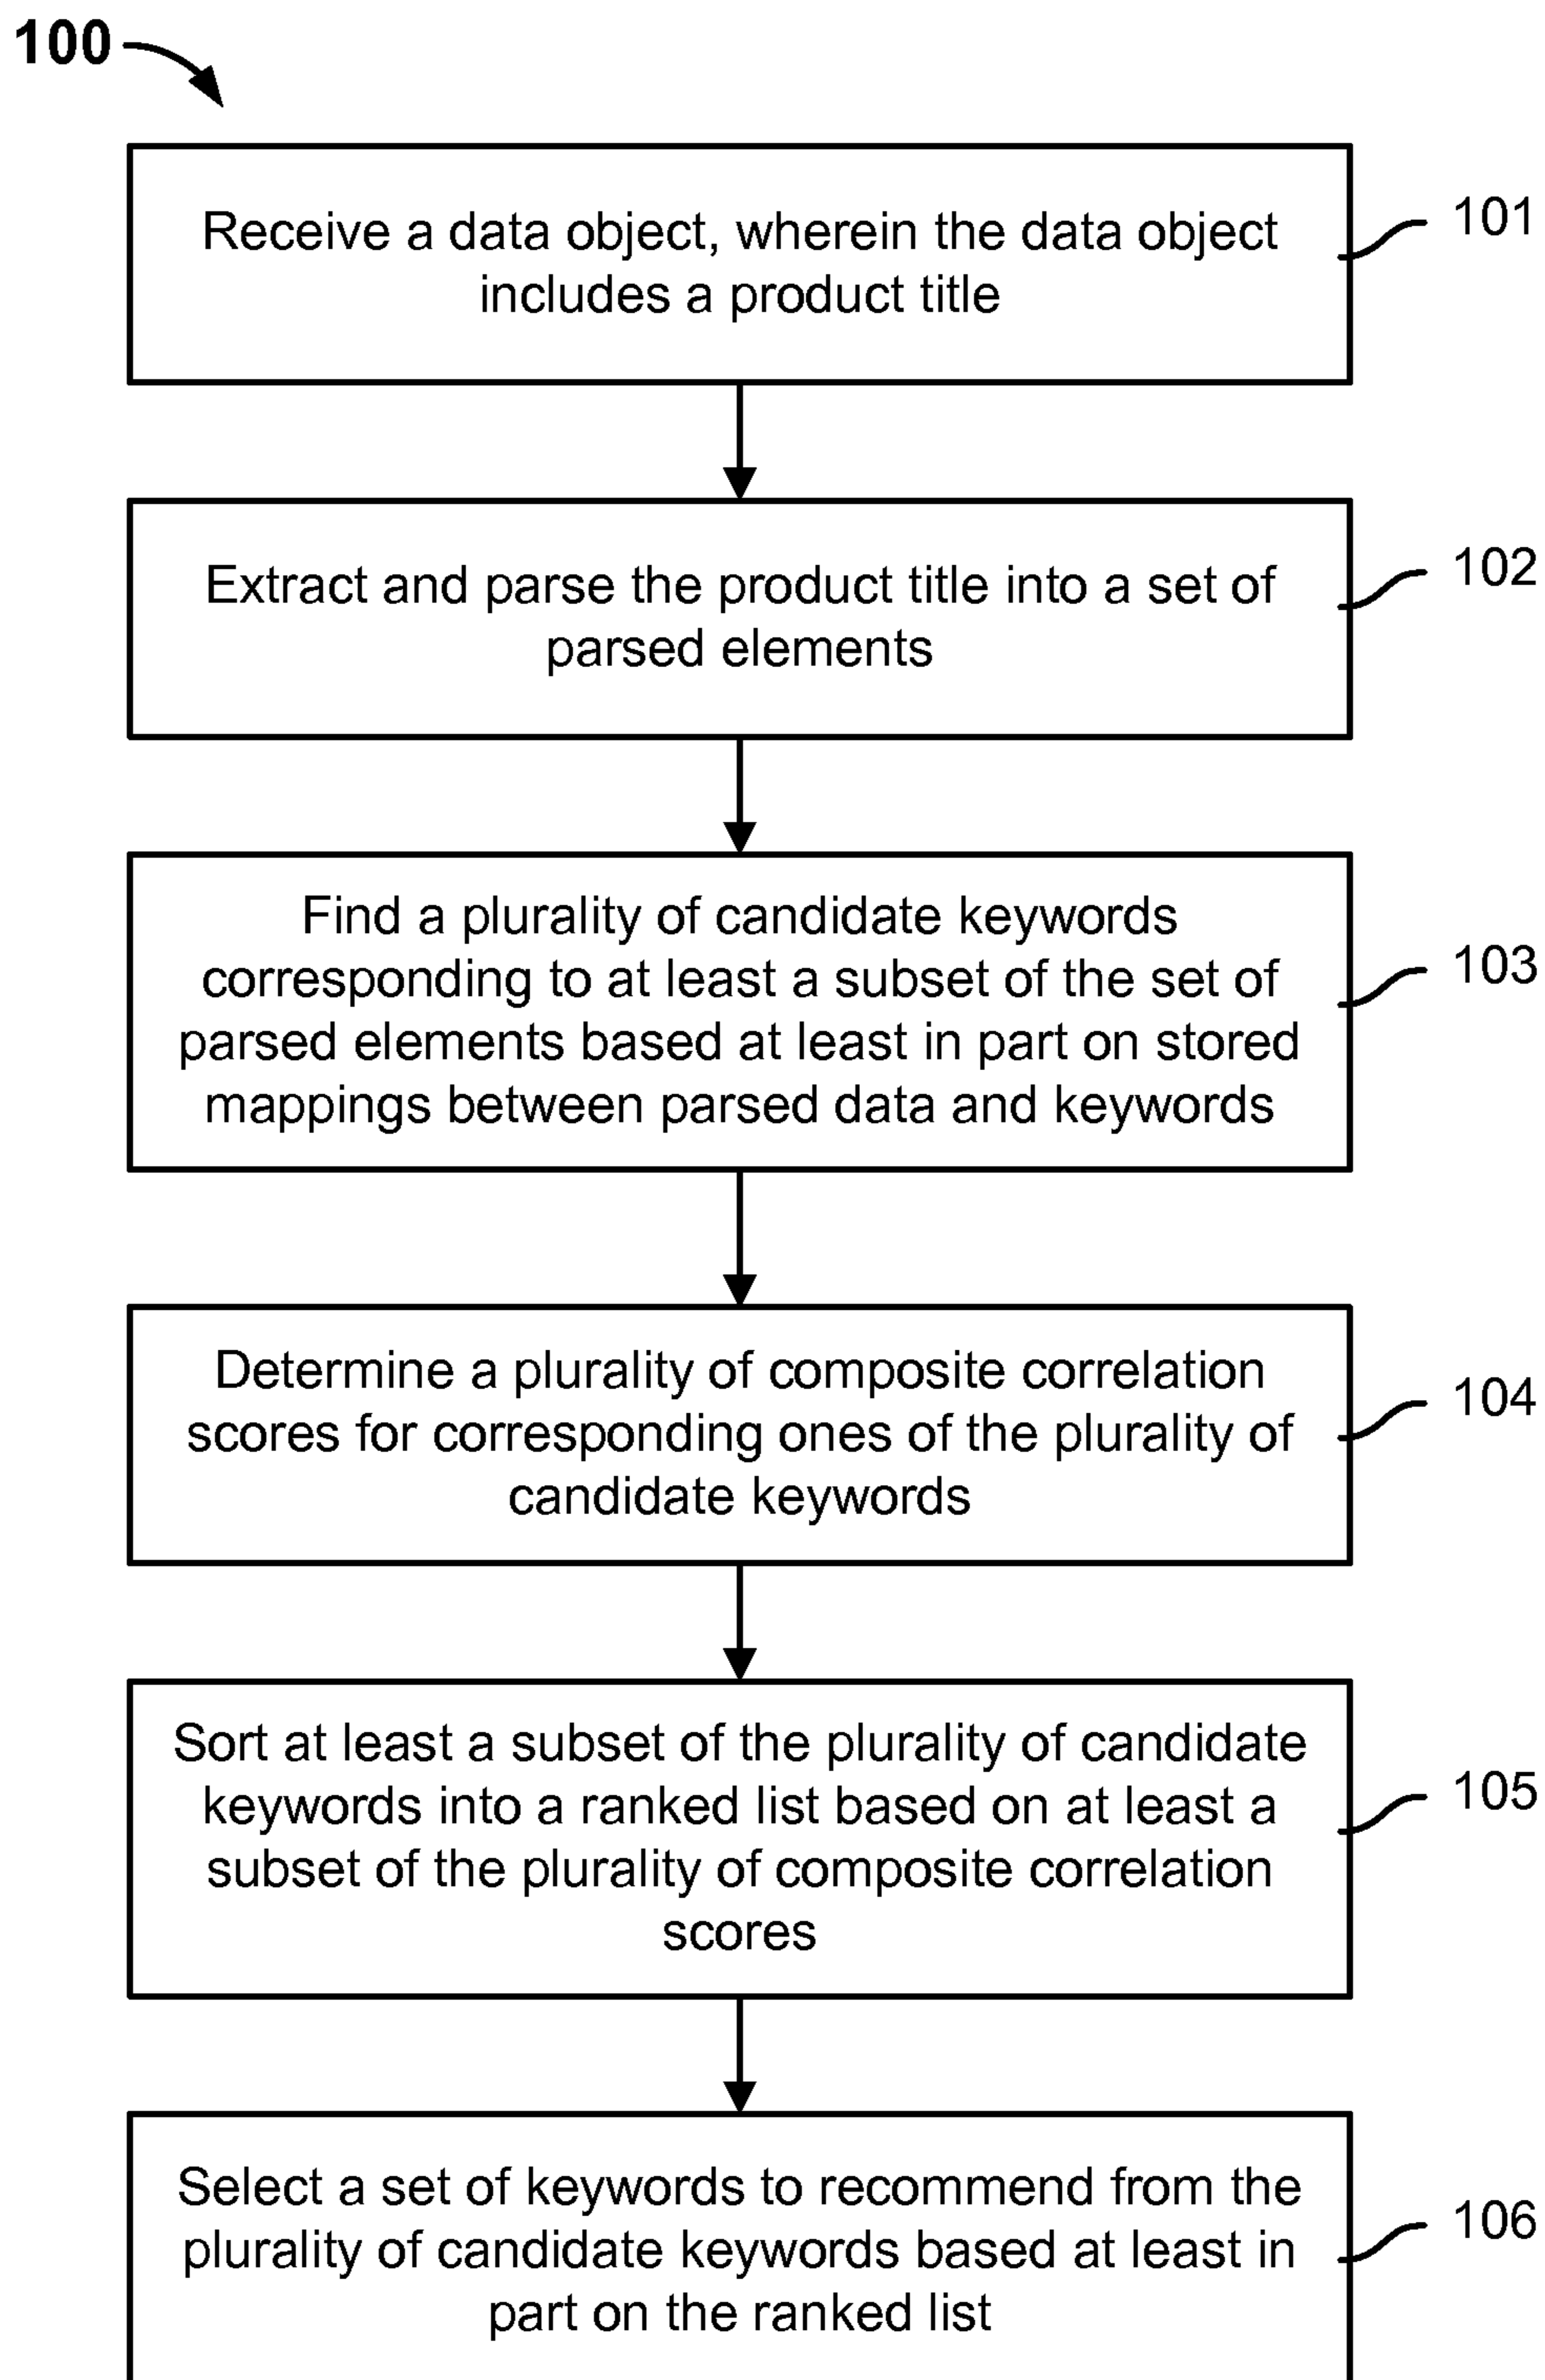 100
Receive a data object, wherein the data object
includes a product title
101
Extract and parse the product title into a set of
parsed elements
102
Find a plurality of candidate keywords
corresponding to at least a subset of the set of
parsed elements based at least in part on stored
mappings between parsed data and keywords
103
Determine a plurality of composite correlation
scores for corresponding ones of the plurality of
candidate keywords
104
Sort at least a subset of the plurality of candidate
keywords into a ranked list based on at least a
subset of the plurality of composite correlation
scores
105
Select a set of keywords to recommend from the
plurality of candidate keywords based at least in
part on the ranked list
106